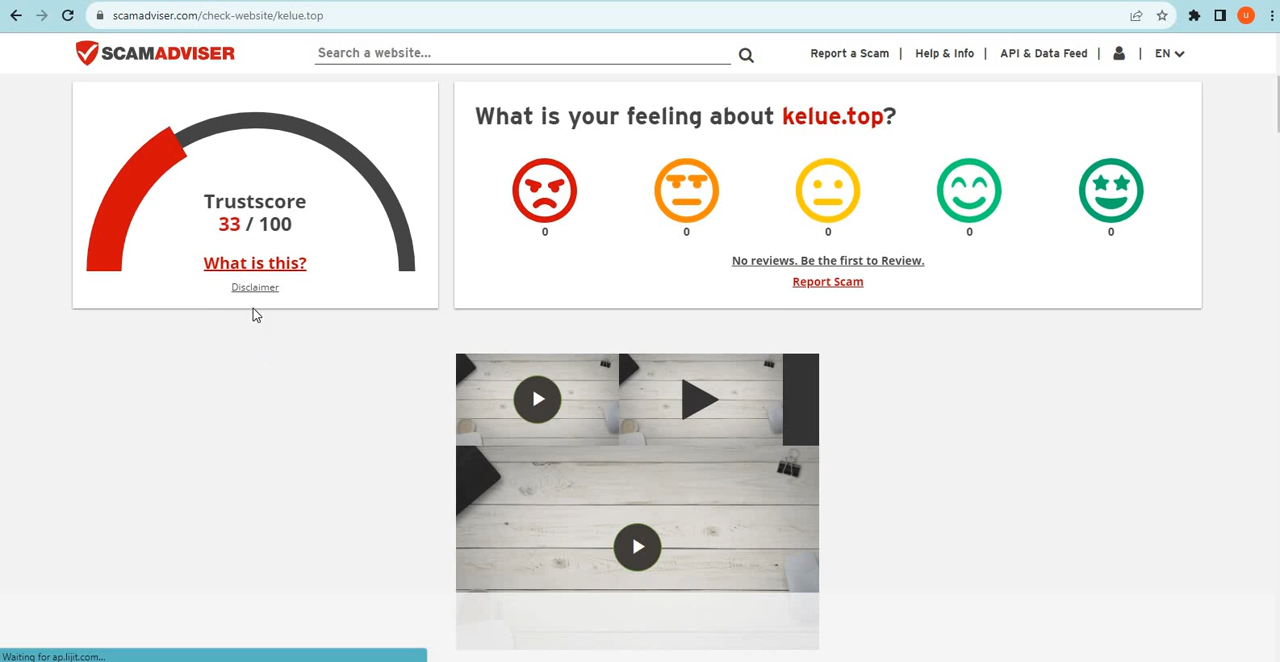 scamadviser.com/check-website/kelue.top
u
SCAMADVISER
Search a website...
Report a Scam | Help & Info | API & Data Feed | | EN
Trustscore
33 / 100
What is this?
Disclaimer
What is your feeling about kelue.top?
0 0 0 0 0
No reviews. Be the first to Review.
Report Scam
Waiting for ap.lijit.com...